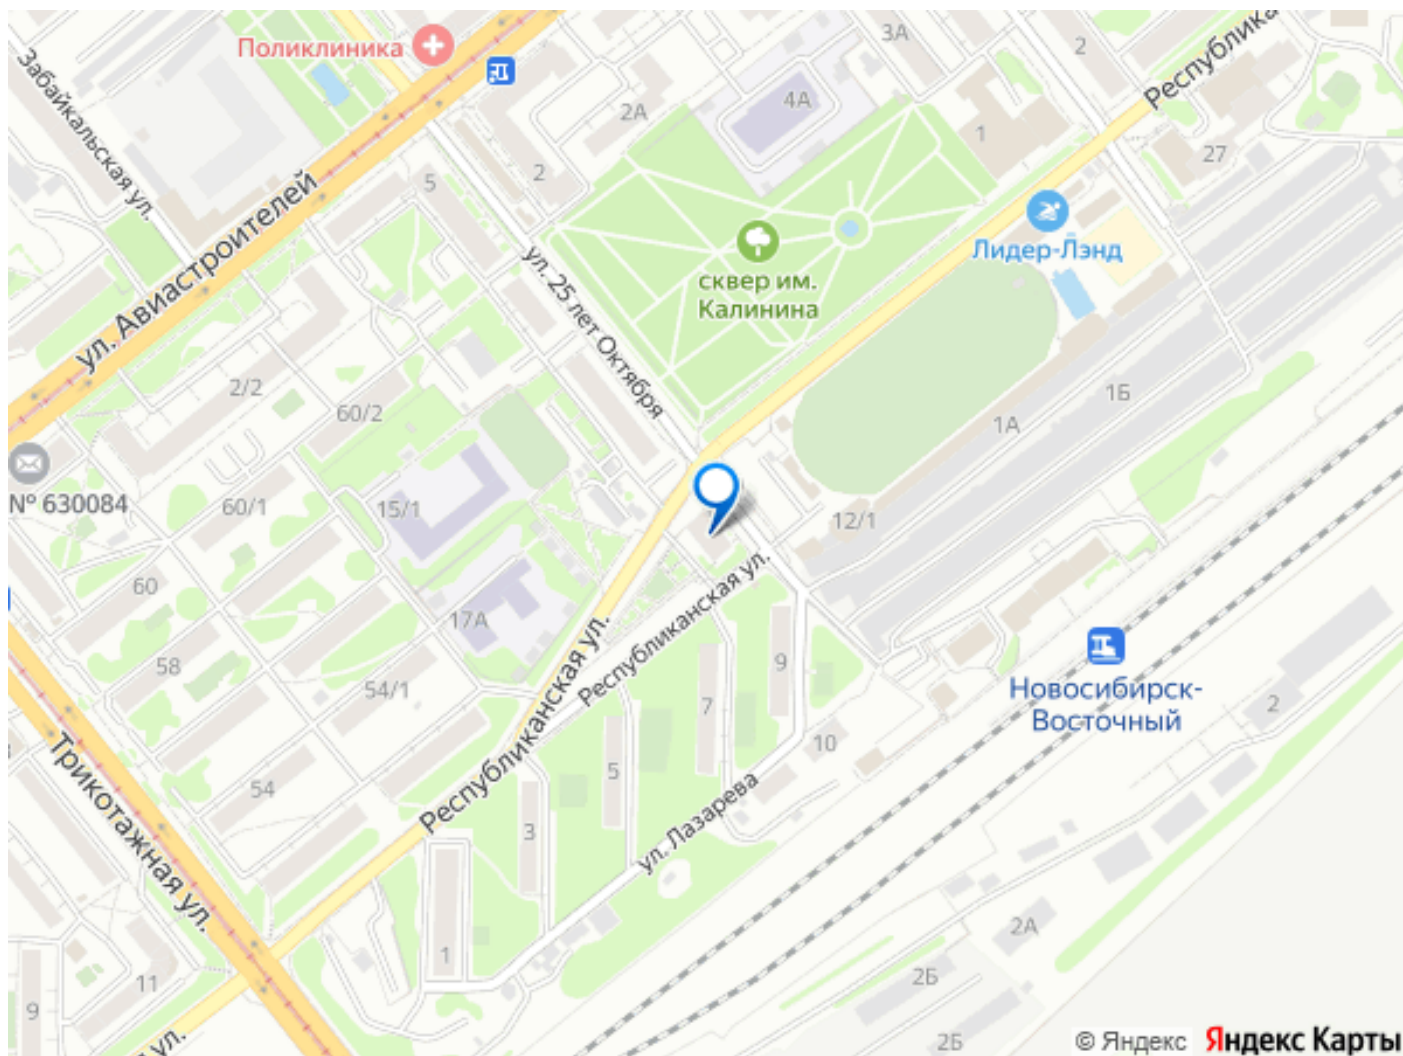 Поликлиника
Забайкальская ул.
3А
2
Республика
4А
2А
1
27
2
5
ул. Авиастроителей
ул. 25 лет Октября
сквер им.
Калинина
Лидер-Лэнд
2/2
60/2
1Б
1А
№ 630084
60/1
15/1
12/1
60
17А
Республиканская ул.
Республиканская ул.
58
54/1
9
7
Новосибирск-
Восточный
2
10
5
54
3
Трикотажная ул.
ул. Лазарева
1
2А
11
2Б
9
ул.
2Б
© Яндекс Яндекс Карты